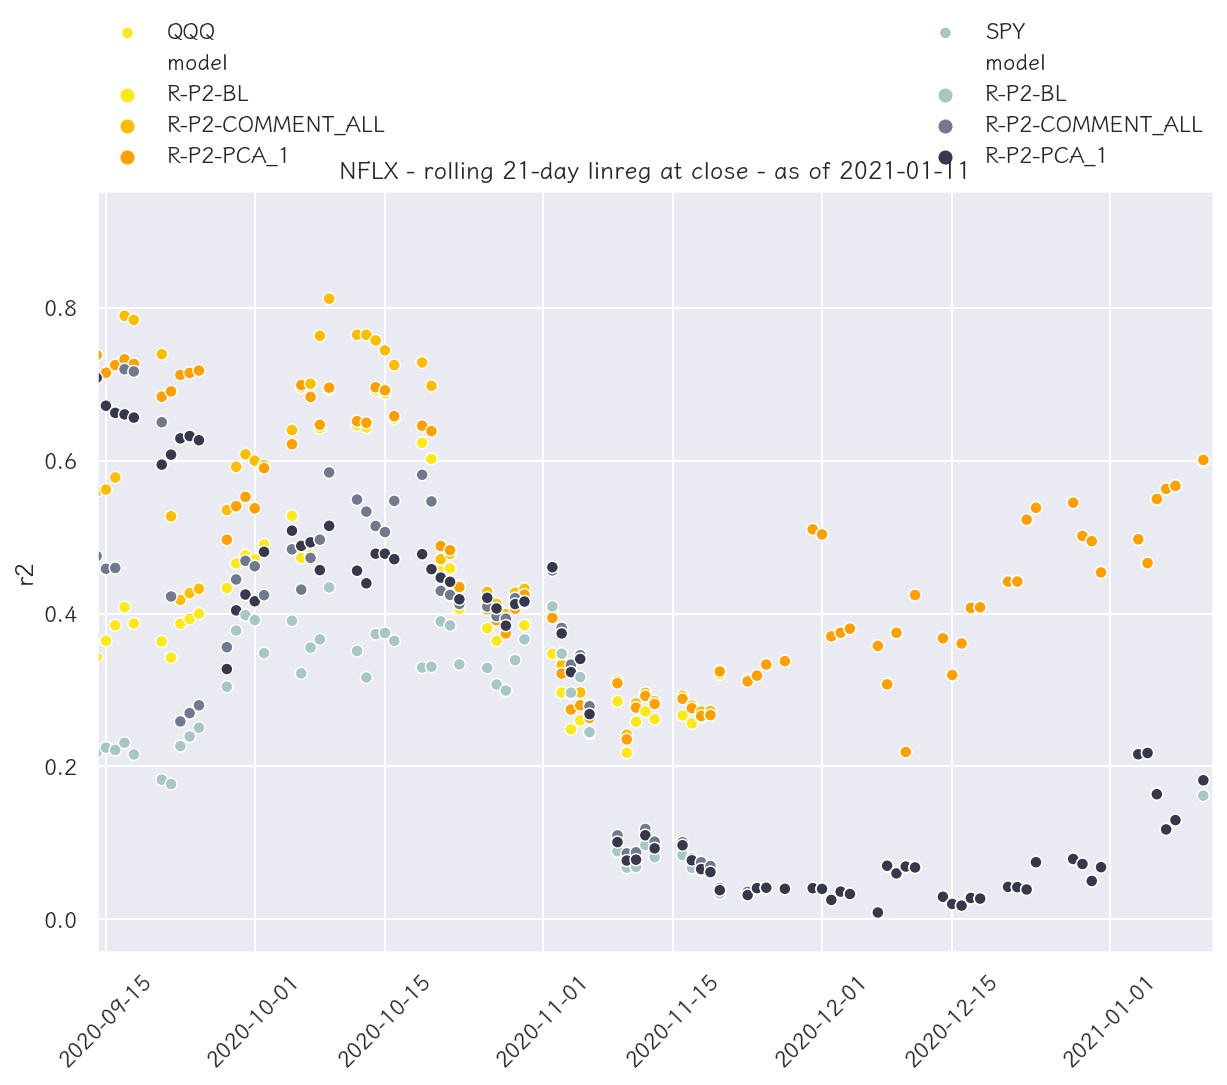 QQQ
model
R-P2-BL
R-P2-COMMENT_ALL
R-P2-PCA_1
SPY
model
R-P2-BL
R-P2-COMMENT_ALL
R-P2-PCA_1
NFLX - rolling 21-day linreg at close - as of 2021-01-11
r2
0.8
0.6
0.4
0.2
0.0
2020-09-15
2020-10-01
2020-10-15
2020-11-01
2020-11-15
2020-12-01
2020-12-15
2021-01-01